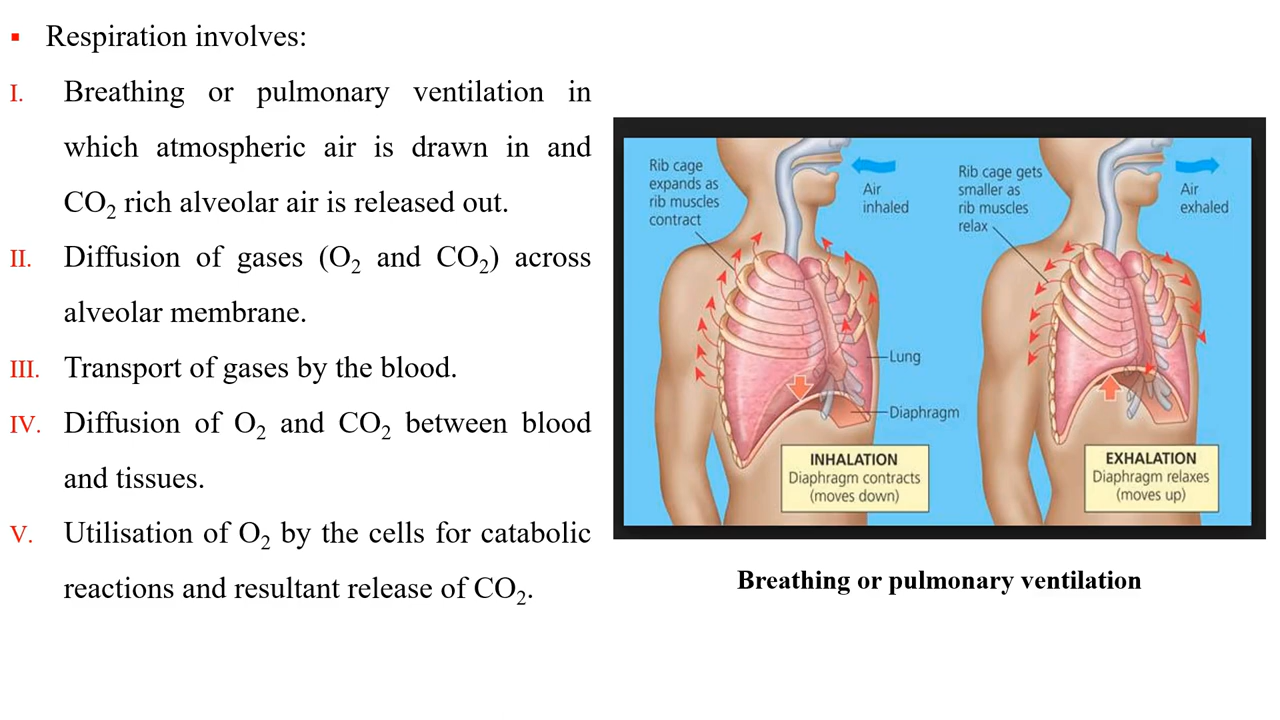 ▪ Respiration involves:
I. Breathing or pulmonary ventilation in
which atmospheric air is drawn in and
CO₂ rich alveolar air is released out.
II. Diffusion of gases (O₂ and CO₂) across
alveolar membrane.
III. Transport of gases by the blood.
IV. Diffusion of O₂ and CO₂ between blood
and tissues.
V. Utilisation of O₂ by the cells for catabolic
reactions and resultant release of CO₂.
Rib cage
expands as
rib muscles
contract
Air
inhaled
Lung
Diaphragm
INHALATION
Diaphragm contracts
(moves down)
Rib cage gets
smaller as
rib muscles
relax
Air
exhaled
EXHALATION
Diaphragm relaxes
(moves up)
Breathing or pulmonary ventilation